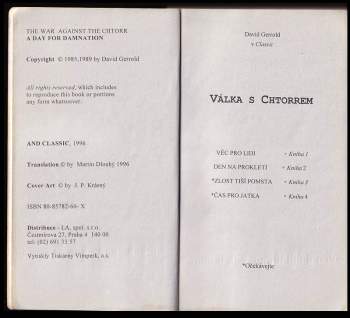 THE WAR AGAINST THE CHTORR
A DAY FOR DAMNATION
Copyright © 1985,1989 by David Gerrold
All rights reserved, which includes
to reproduce this book or portions
any form whatsoever.
AND CLASSIC, 1996
Translation © by Martin Dlouhý 1996
Cover Art © by J. P. Krásný
ISBN 80-85782-66- X
Distribuce - LA, spol. s r.o.
Čestmírova 27, Praha 4 140 00
tel: (02) 691 33 57
Vytiskly Tiskárny Vimperk, a.s.
David Gerrold
v Classic
VÁLKA S CHTORREM
VĚC PRO LIDI • Kniha 1
DEN NA PROKLETÍ • Kniha 2
*ZLOST TIŠÍ POMSTA • Kniha 3
*ČAS PRO JATKA • Kniha 4
*Očekávejte